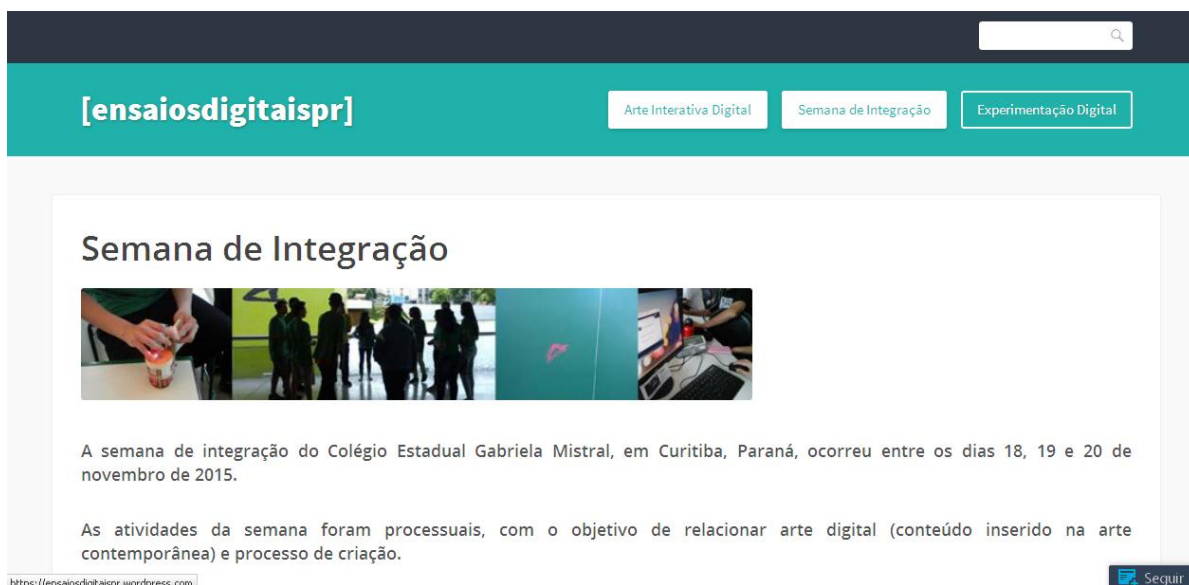 [ensaiosdigitaispr]
Arte Interativa Digital
Semana de Integração
Experimentação Digital
Semana de Integração
A semana de integração do Colégio Estadual Gabriela Mistral, em Curitiba, Paraná, ocorreu entre os dias 18, 19 e 20 de
novembro de 2015.
As atividades da semana foram processuais, com o objetivo de relacionar arte digital (conteúdo inserido na arte
contemporânea) e processo de criação.
https://ensaiosdigitaispr.wordpress.com
Seguir